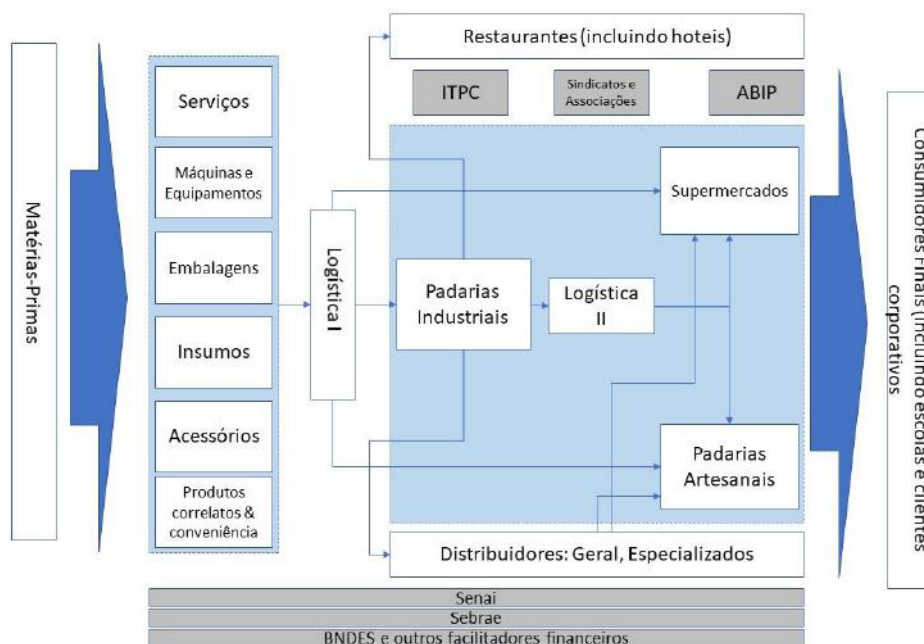 Matérias-Primas
Serviços
Máquinas e
Equipamentos
Embalagens
Insumos
Acessórios
Produtos
correlatos &
conveniência
Logística I
Restaurantes (incluindo hoteis)
ITPC
Sindicatos e
Associações
ABIP
Supermercados
Padarias
Industriais
Logística
II
Padarias
Artesanais
Distribuidores: Geral, Especializados
Consumidores Finais (incluindo escolas e clientes
corporativos
Senai
Sebrae
BNDES e outros facilitadores financeiros